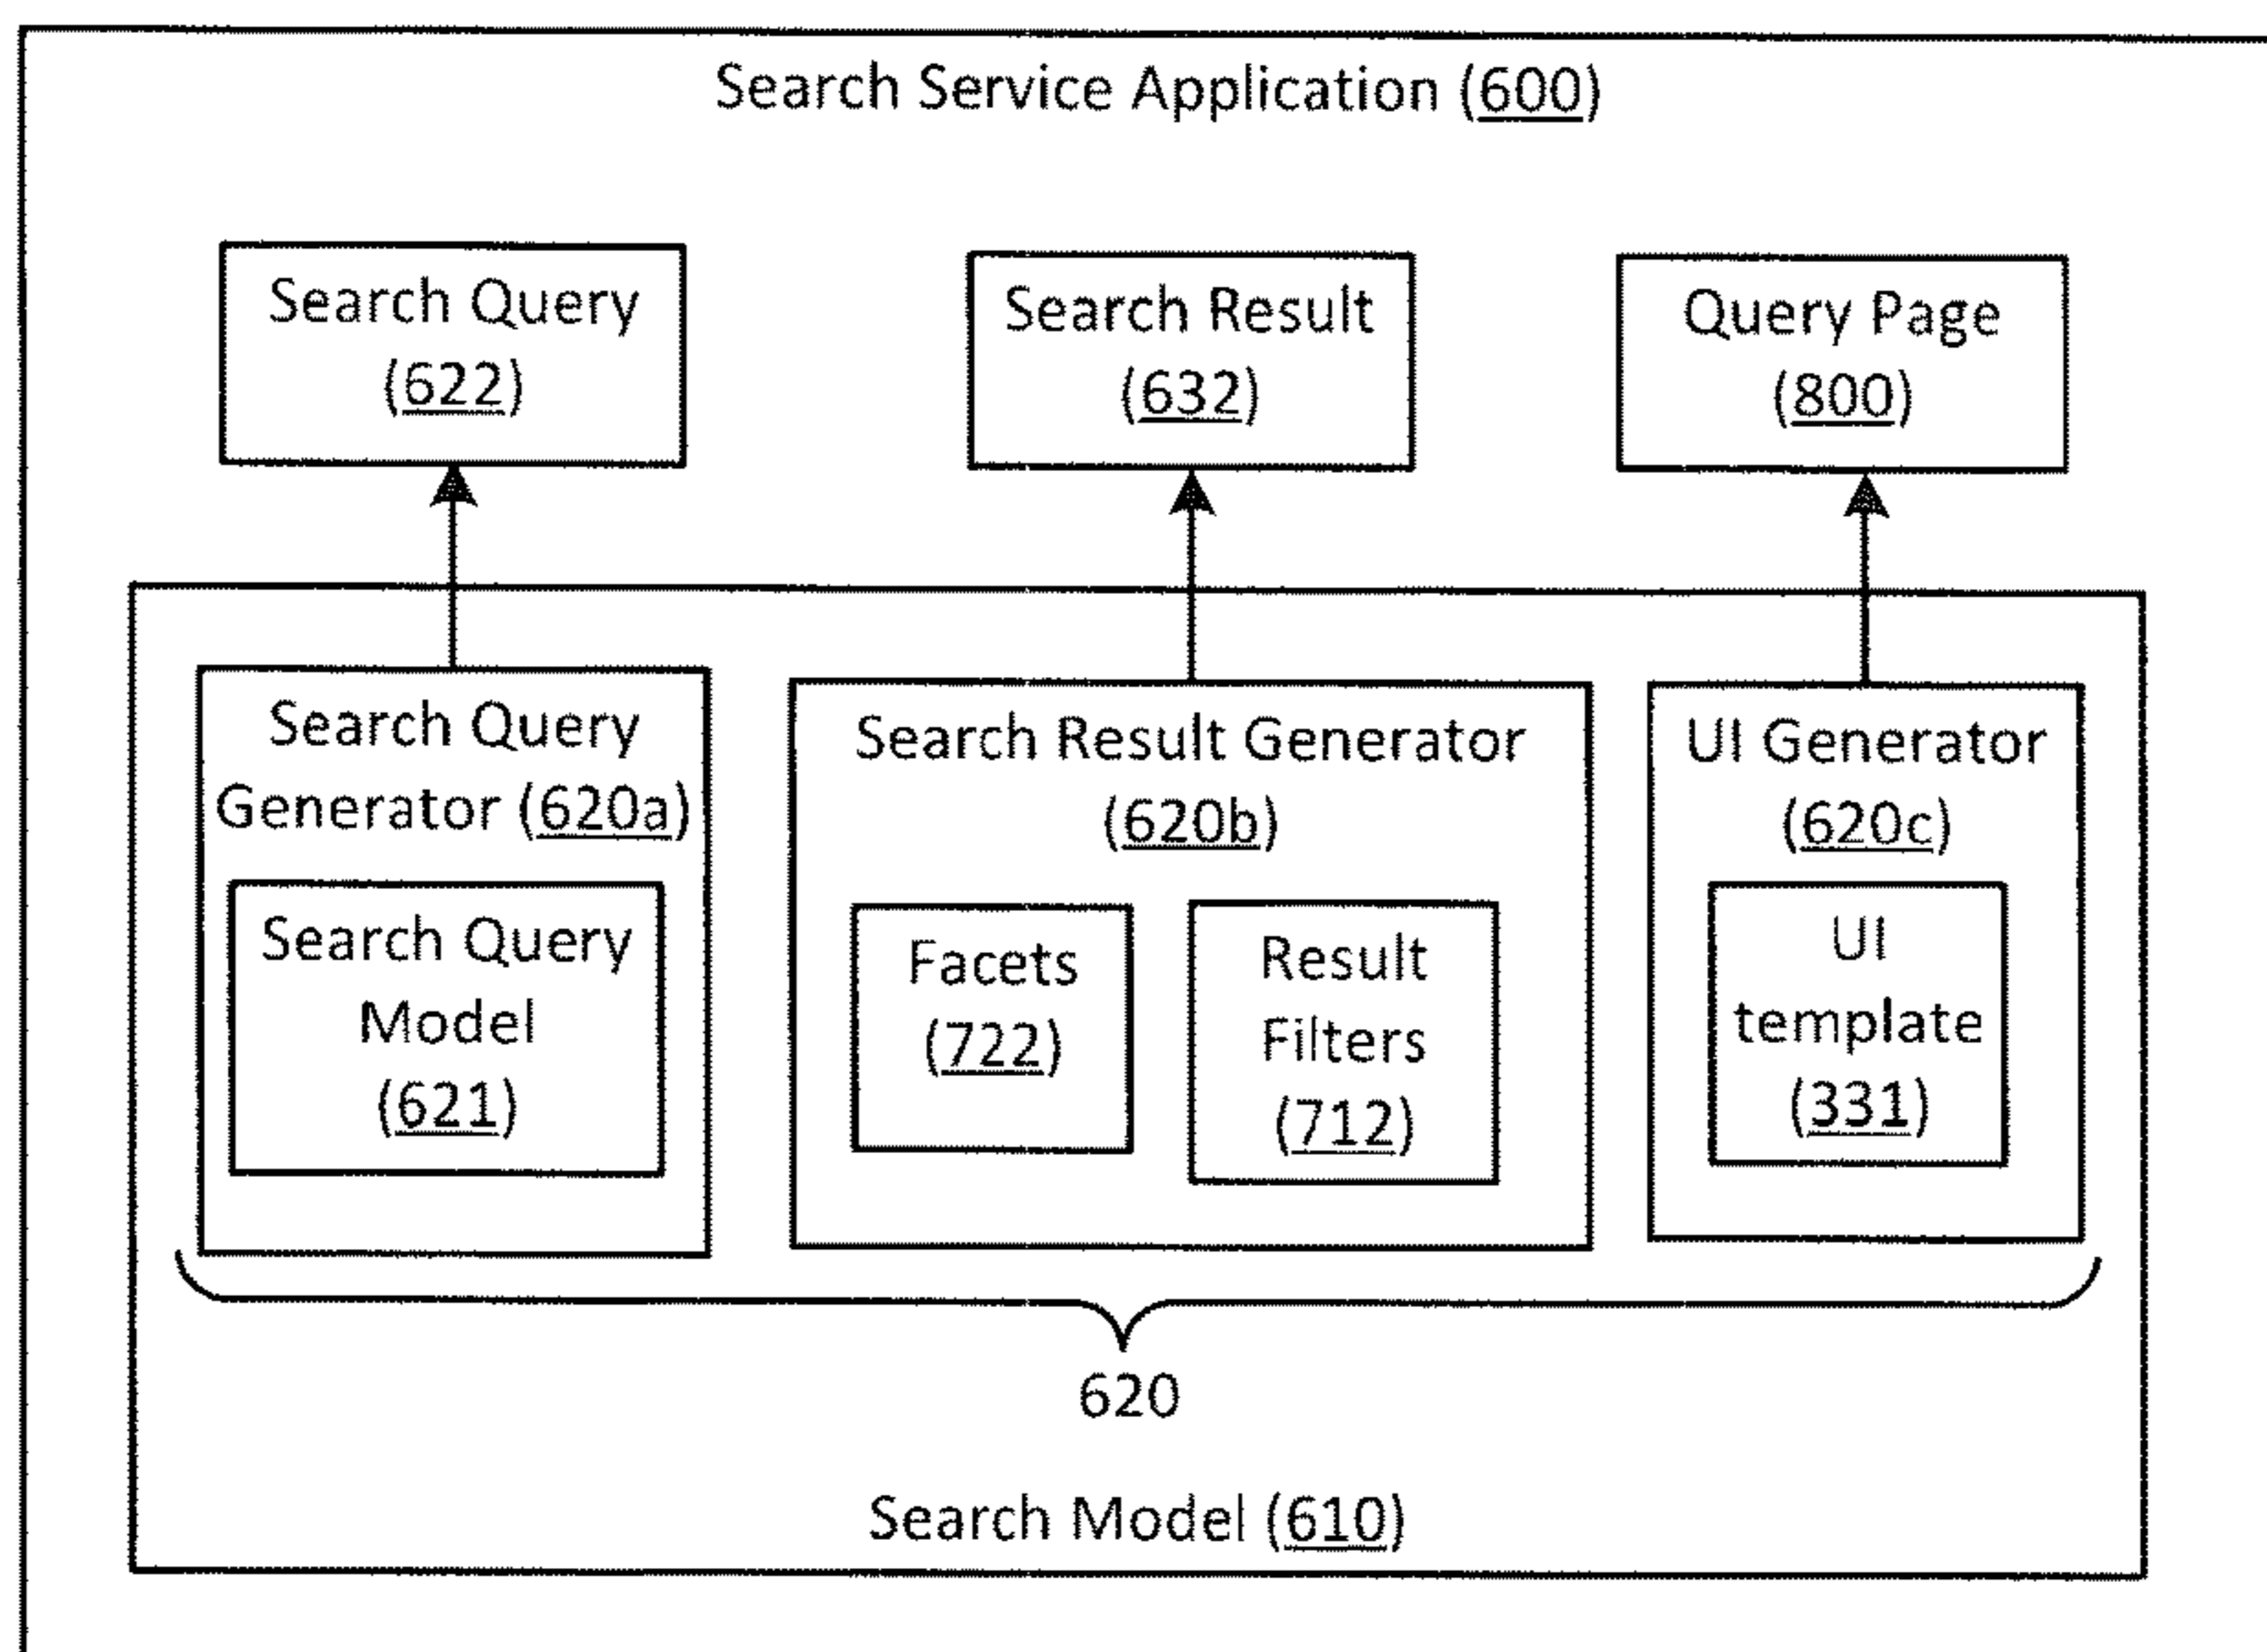 Search Service Application (600)
Search Query
(622)
Search Result
(632)
Query Page
(800)
Search Query
Generator (620a)
Search Query
Model
(621)
Search Result Generator
(620b)
Facets
(722)
Result
Filters
(712)
UI Generator
(620c)
UI
template
(331)
620
Search Model (610)